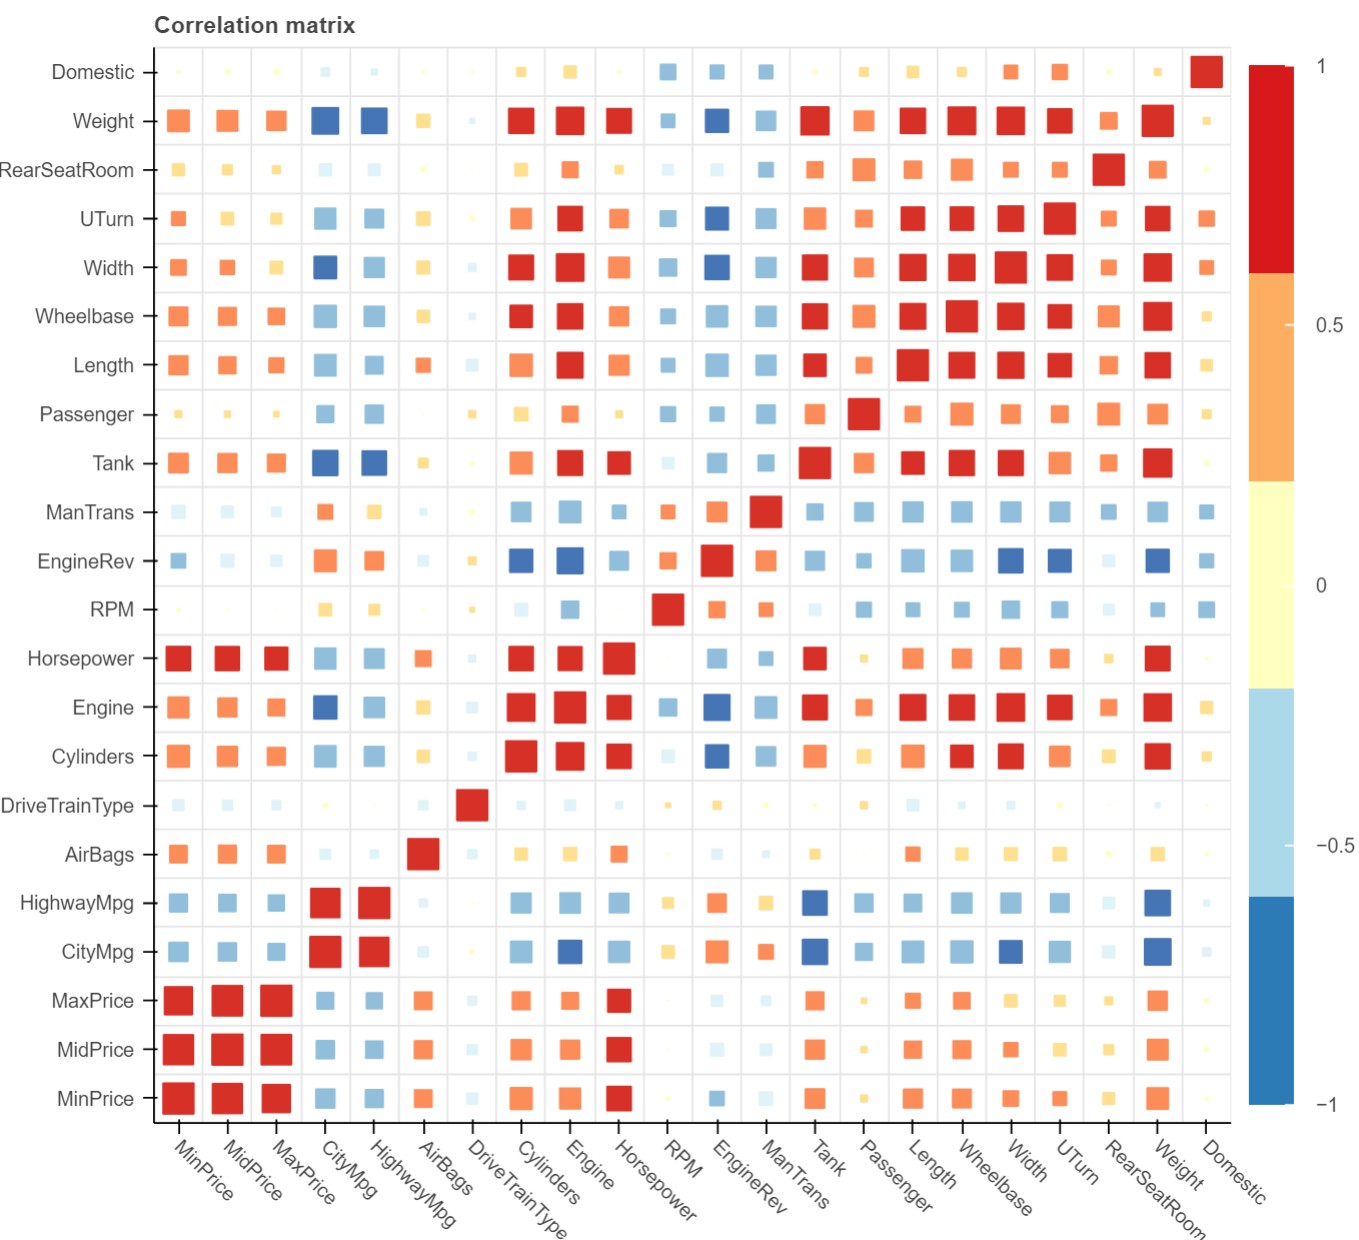 Correlation matrix
Domestic
Weight
RearSeatRoom
UTurn
Width
Wheelbase
Length
Passenger
Tank
ManTrans
EngineRev
RPM
Horsepower
Engine
Cylinders
DriveTrainType
AirBags
HighwayMpg
CityMpg
MaxPrice
MidPrice
MinPrice
MinPrice
MidPrice
MaxPrice
CityMpg
HighwayMpg
AirBags
DriveTrainType
Cylinders
Engine
Horsepower
RPM
EngineRev
ManTrans
Tank
Passenger
Length
Wheelbase
Width
UTurn
RearSeatRoom
Weight
Domestic
1
0.5
0
−0.5
−1